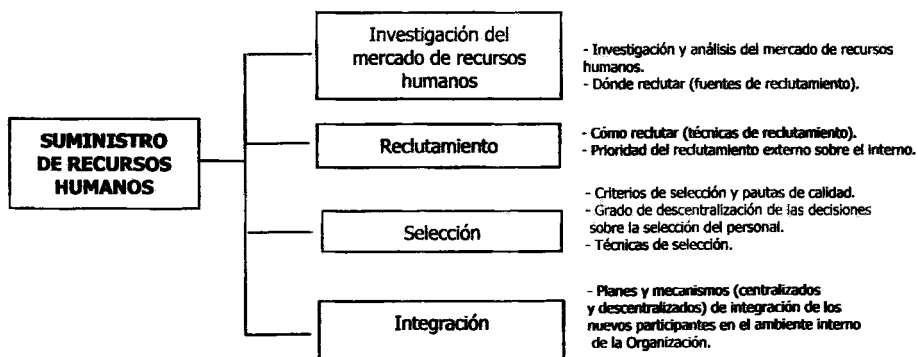 SUMINISTRO
DE RECURSOS
HUMANOS
Investigación del
mercado de recursos
humanos
- Investigación y análisis del mercado de recursos
humanos.
- Dónde reclutar (fuentes de reclutamiento).
Reclutamiento
- Cómo reclutar (técnicas de reclutamiento).
- Prioridad del reclutamiento externo sobre el interno.
Selección
- Criterios de selección y pautas de calidad.
- Grado de descentralización de las decisiones
sobre la selección del personal.
- Técnicas de selección.
Integración
- Planes y mecanismos (centralizados
y descentralizados) de integración de los
nuevos participantes en el ambiente interno
de la Organización.